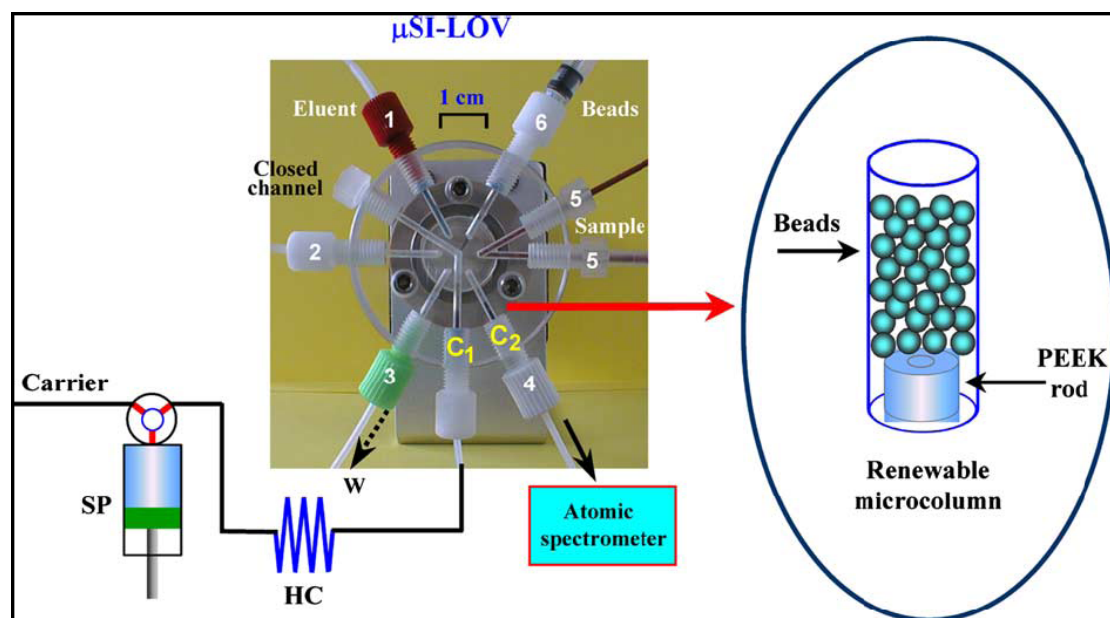 µSI-LOV
1 cm
Eluent
1
6
Beads
Closed
channel
5
Sample
2
5
C1
C2
3
4
Carrier
W
SP
HC
Atomic
spectrometer
Beads
PEEK
rod
Renewable
microcolumn